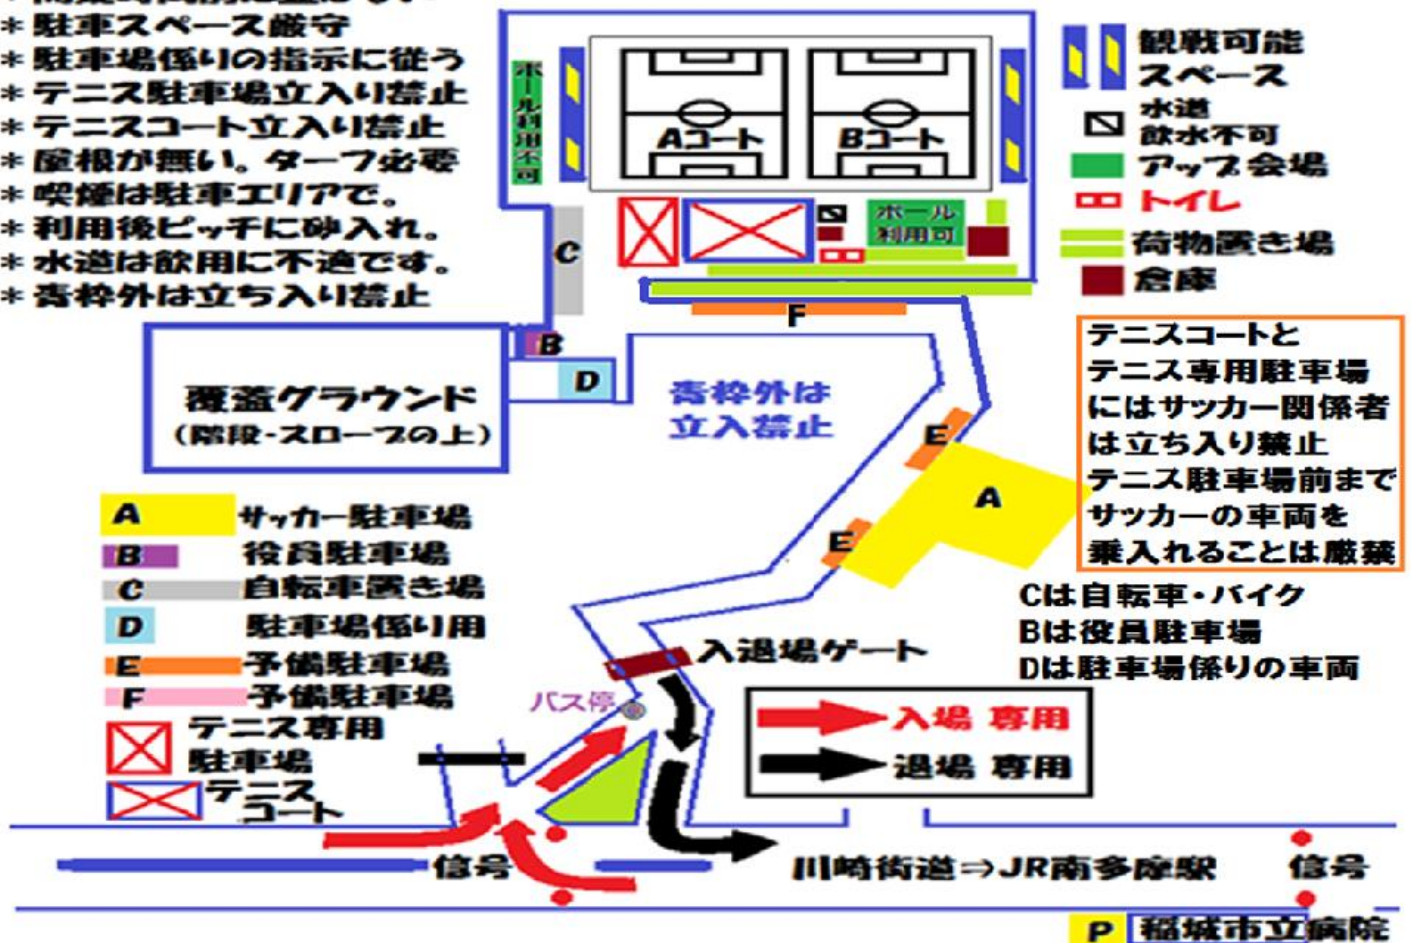 ＊駐車スペース厳守
＊駐車場係りの指示に従う
＊テニス駐車場立入り禁止
＊テニスコート立入り禁止
＊屋根が無い。タープ必要
＊喫煙は駐車エリアで。
＊利用後ピッチに砂入れ。
＊水道は飲用に不適です。
＊青枠外は立ち入り禁止
ボール利用不可
Aコート
Bコート
ボール
利用可
C
F
B
D
青枠外は
立入禁止
覆蓋グラウンド
（階段・スロープの上）
E
A
E
観戦可能
スペース
水道
飲水不可
アップ会場
トイレ
荷物置き場
倉庫
テニスコートと
テニス専用駐車場
にはサッカー関係者
は立ち入り禁止
テニス駐車場前まで
サッカーの車両を
乗入れることは厳禁
Cは自転車・バイク
Bは役員駐車場
Dは駐車場係りの車両
A サッカー駐車場
B 役員駐車場
C 自転車置き場
D 駐車場係り用
E 予備駐車場
F 予備駐車場
テニス専用
駐車場
テニス
コート
入退場ゲート
バス停
入場 専用
退場 専用
信号
川崎街道⇒JR南多摩駅
信号
P 稲城市立病院